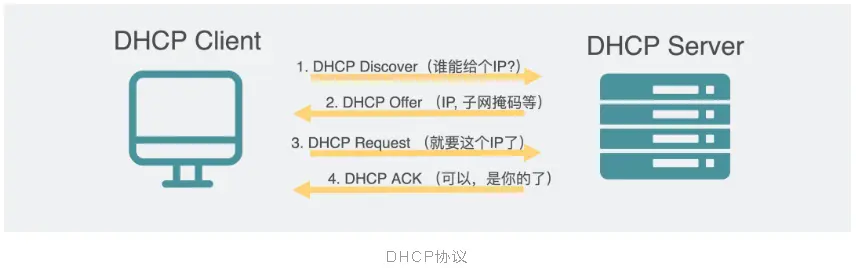 DHCP Client
DHCP Server
1. DHCP Discover（谁能给个IP?）
2. DHCP Offer （IP, 子网掩码等）
3. DHCP Request （就要这个IP了）
4. DHCP ACK （可以，是你的了）
DHCP协议